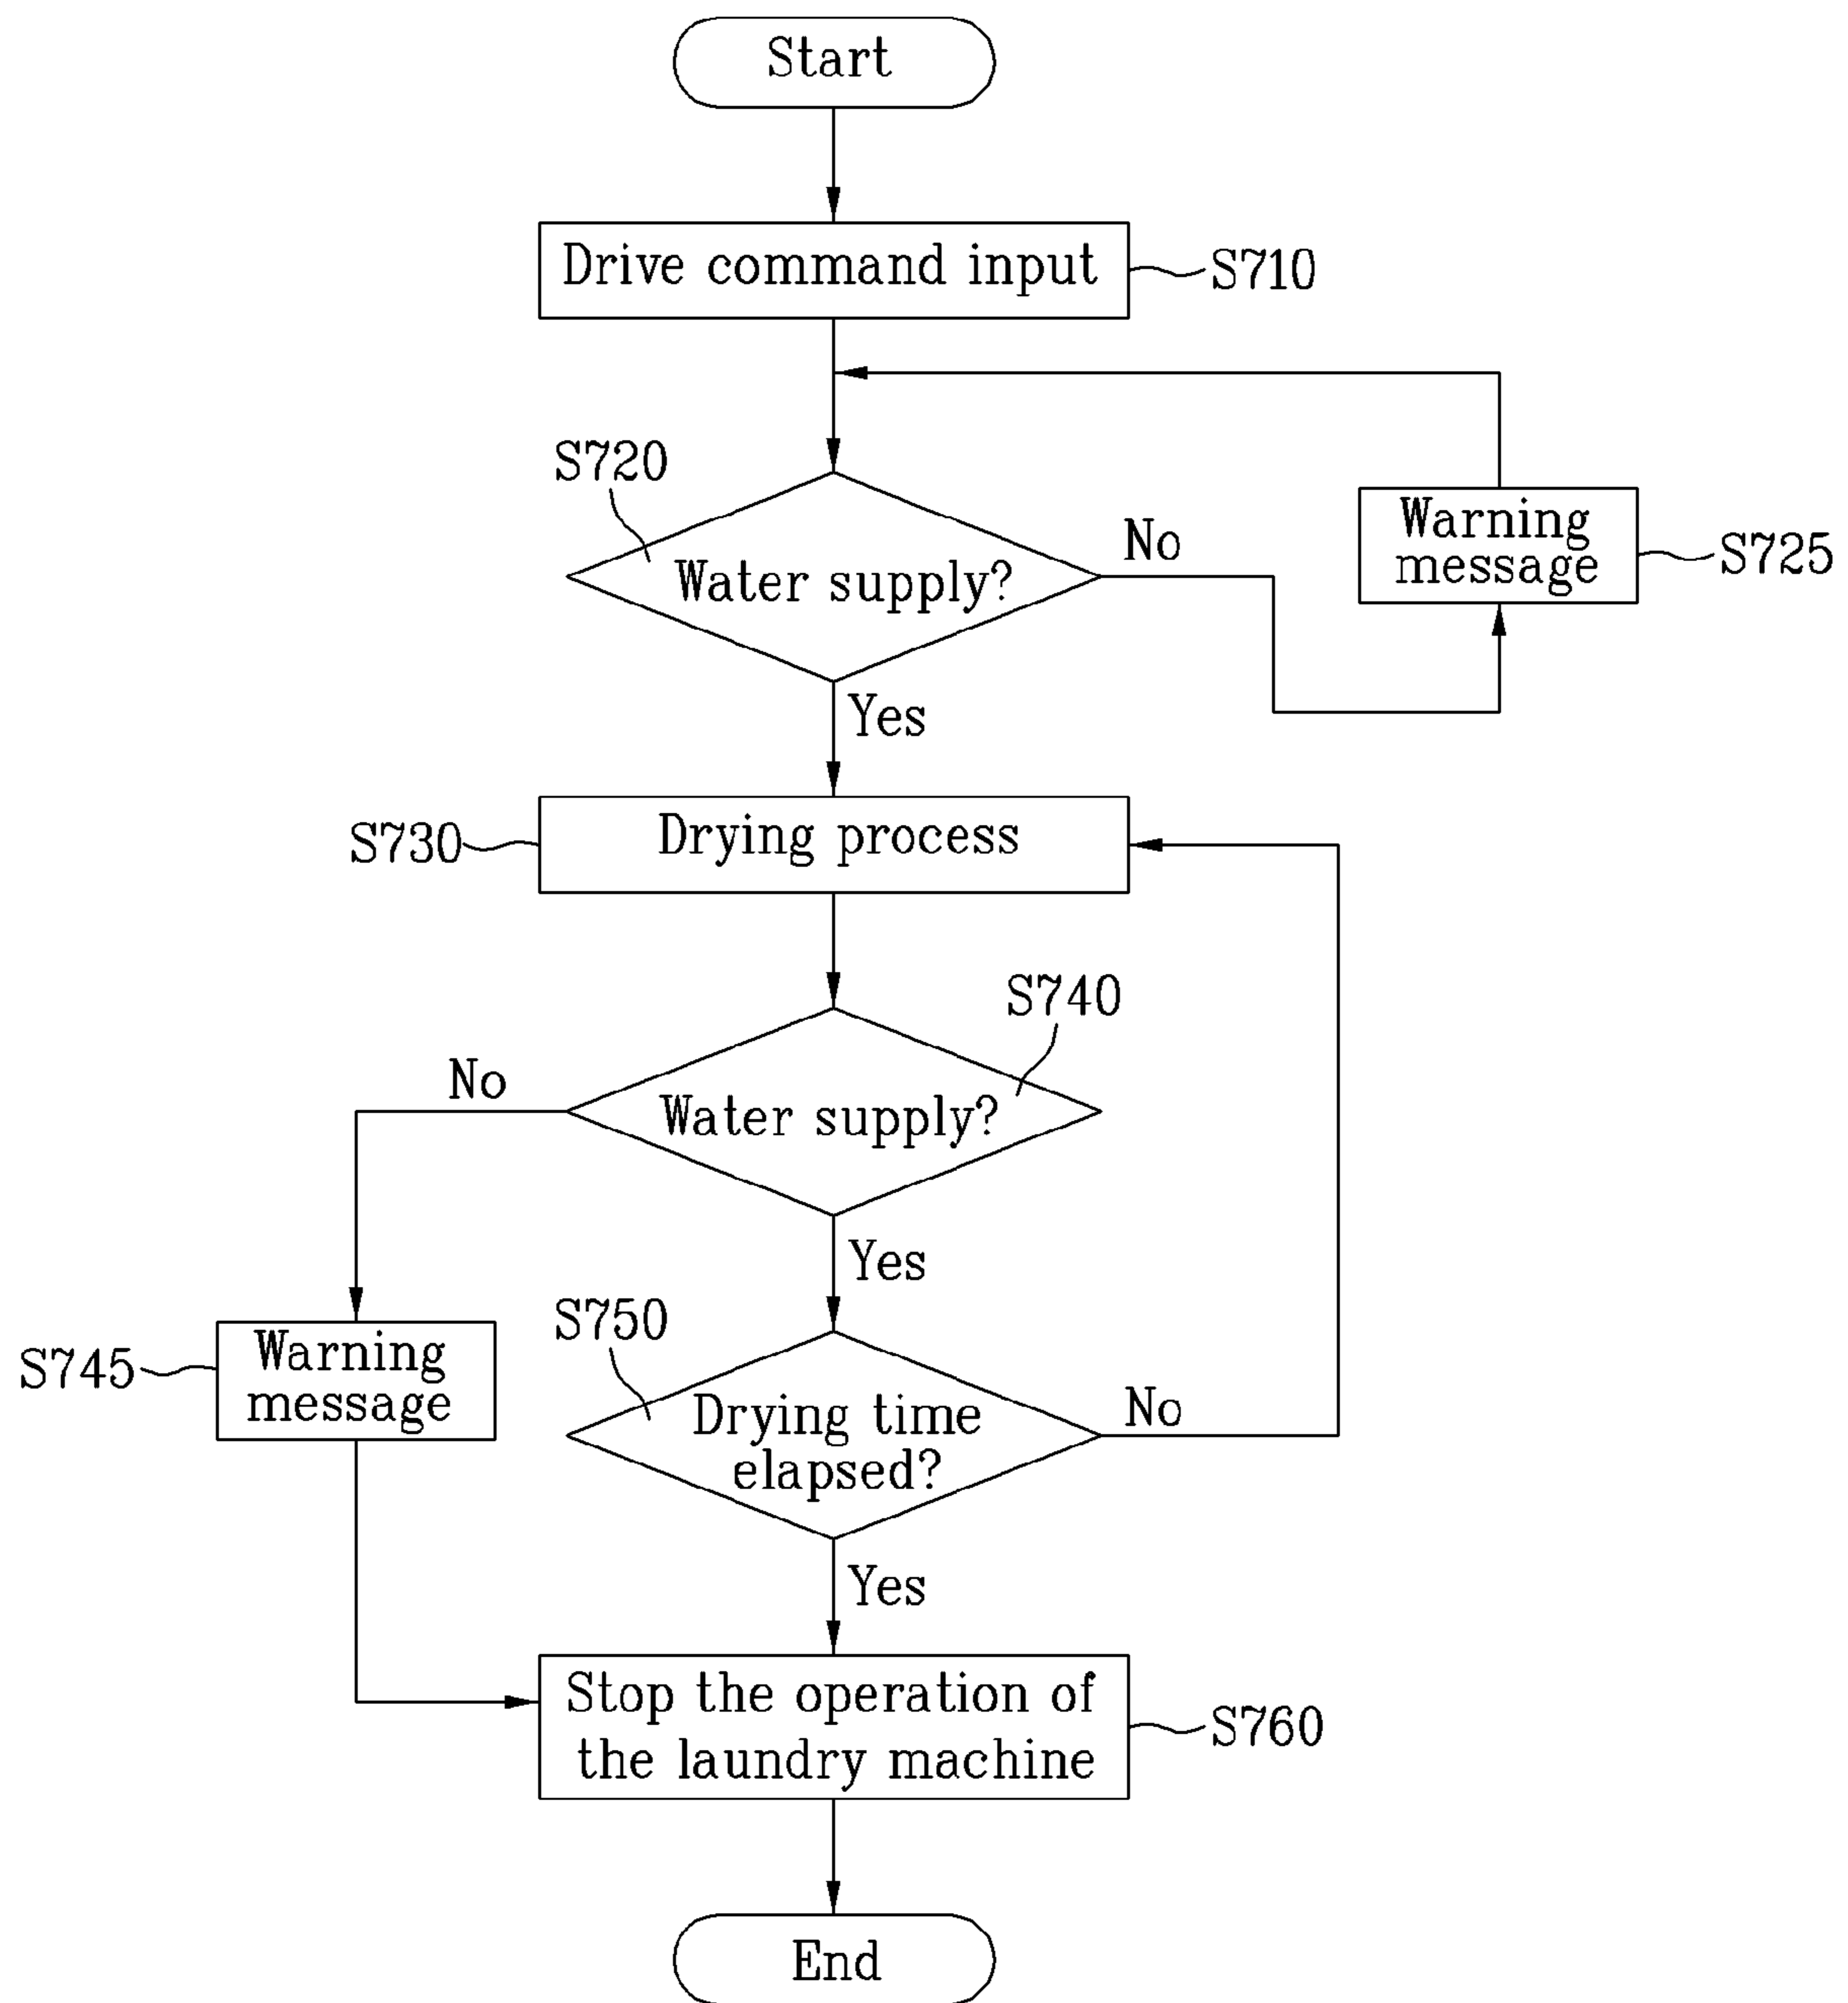 Start
Drive command input
S710
S720
Water supply?
No
Warning
message
S725
Yes
S730
Drying process
S740
No
Water supply?
Yes
S745
Warning
message
S750
Drying time
elapsed?
No
Yes
Stop the operation of
the laundry machine
S760
End